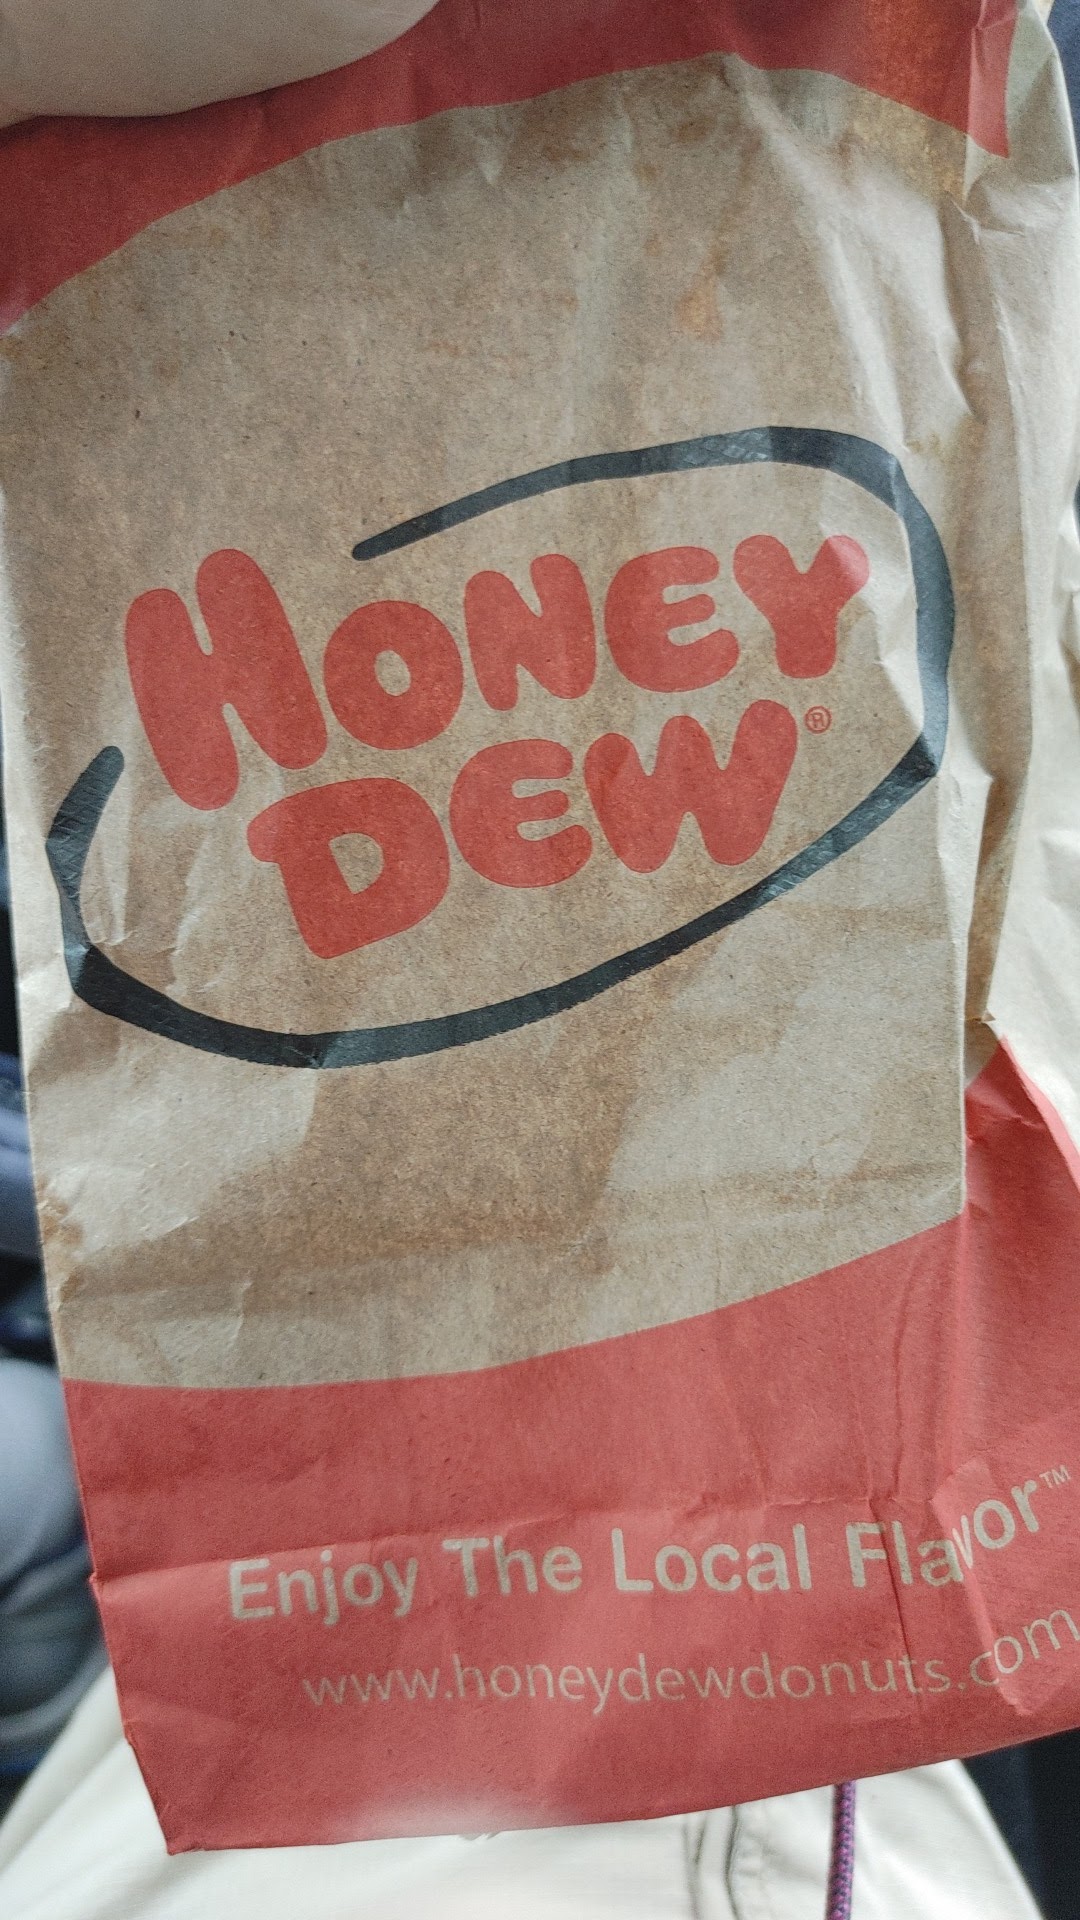 HONEY
DEW®
Enjoy The Local Flavor™
www.honeydewdonuts.com